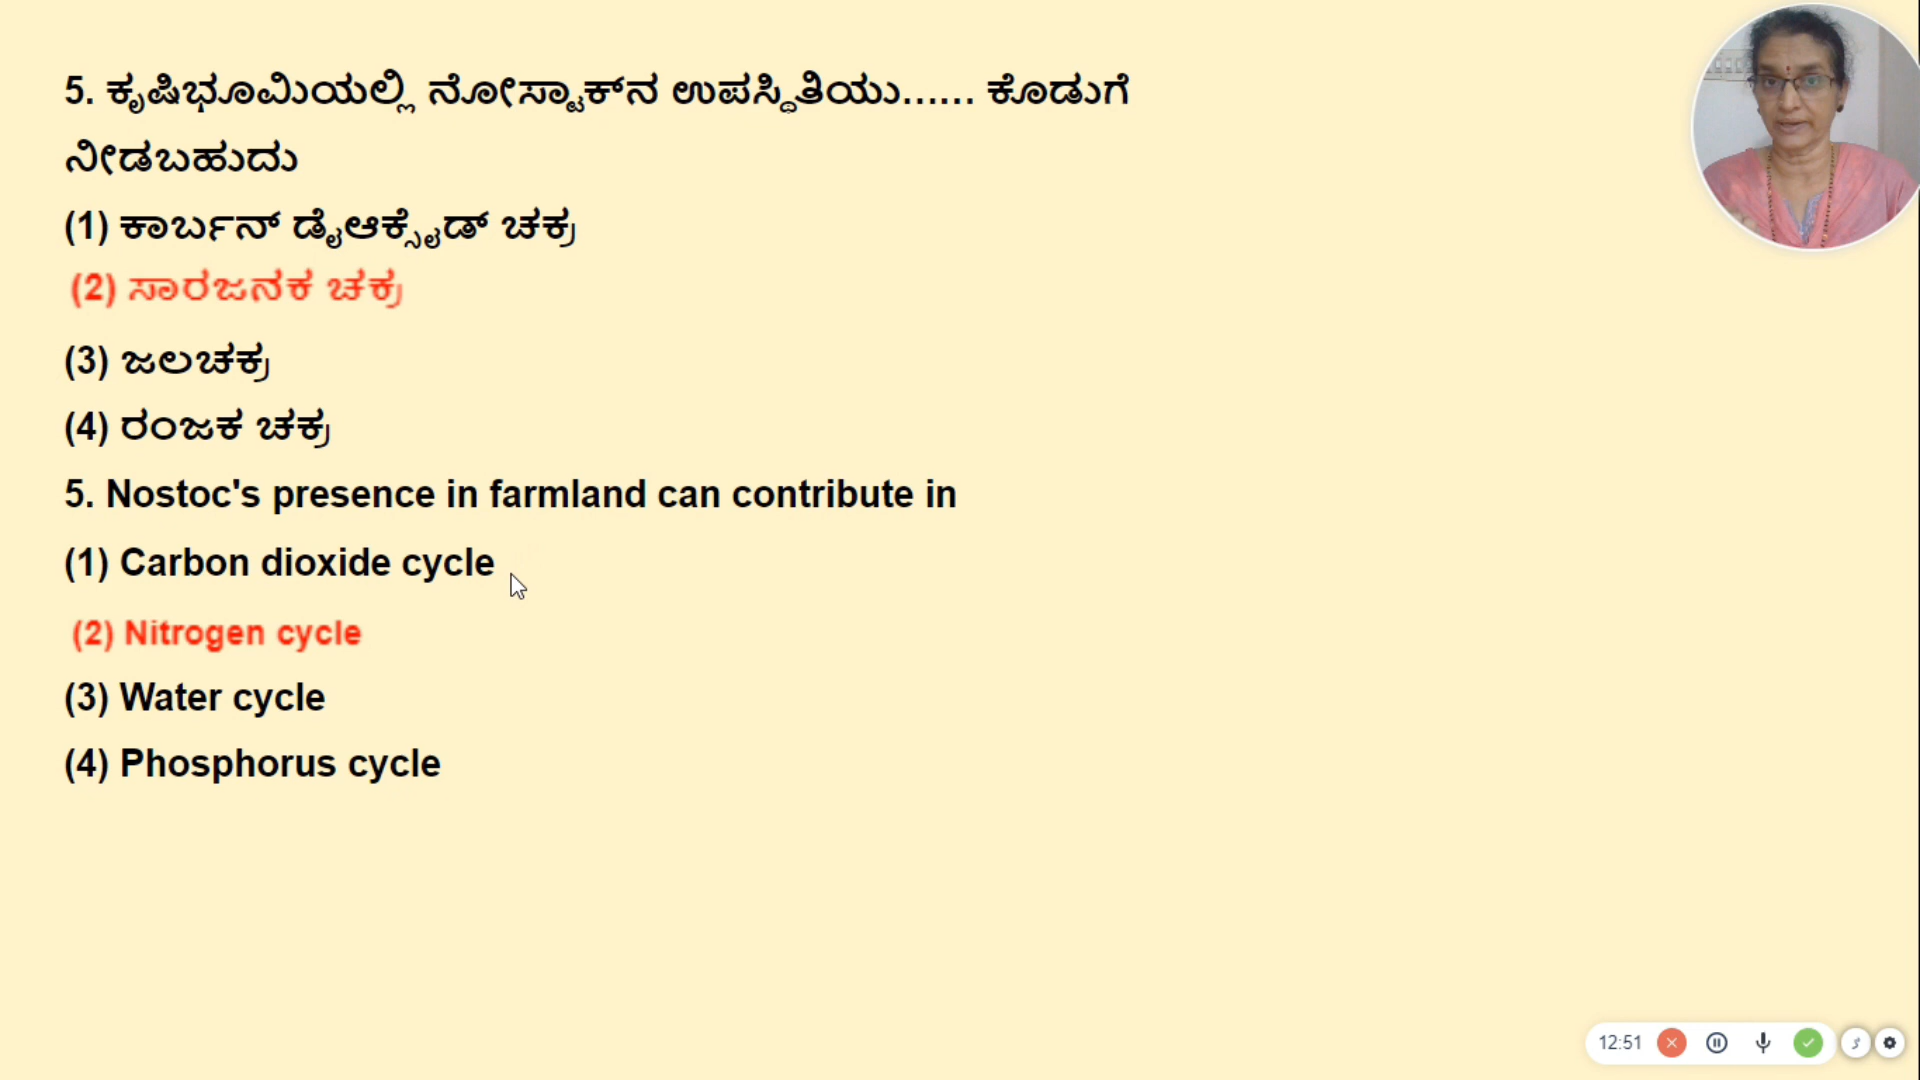 5. ಕೃಷಿಭೂಮಿಯಲ್ಲಿ ನೋಸ್ಟಾಕ್‌ನ ಉಪಸ್ಥಿತಿಯು...... ಕೊಡುಗೆ
ನೀಡಬಹುದು
(1) ಕಾರ್ಬನ್ ಡೈಆಕ್ಸೈಡ್ ಚಕ್ರ
(2) ಸಾರಜನಕ ಚಕ್ರ
(3) ಜಲಚಕ್ರ
(4) ರಂಜಕ ಚಕ್ರ
5. Nostoc's presence in farmland can contribute in
(1) Carbon dioxide cycle
(2) Nitrogen cycle
(3) Water cycle
(4) Phosphorus cycle
12:51